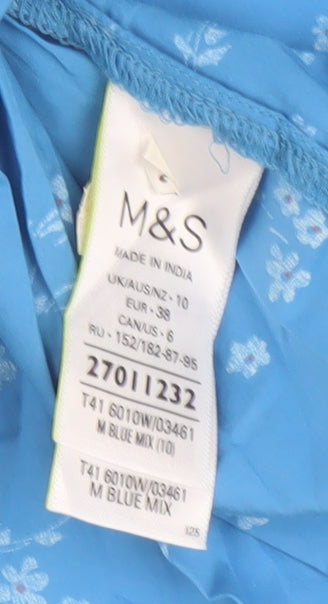 M&S
MADE IN INDIA
UK/AUS/NZ - 10
EUR - 38
CAN/US - 6
RU - 152/182-87-95
27011232
T41 6010W/03461
M BLUE MIX (10)
T41 6010W/03461
M BLUE MIX